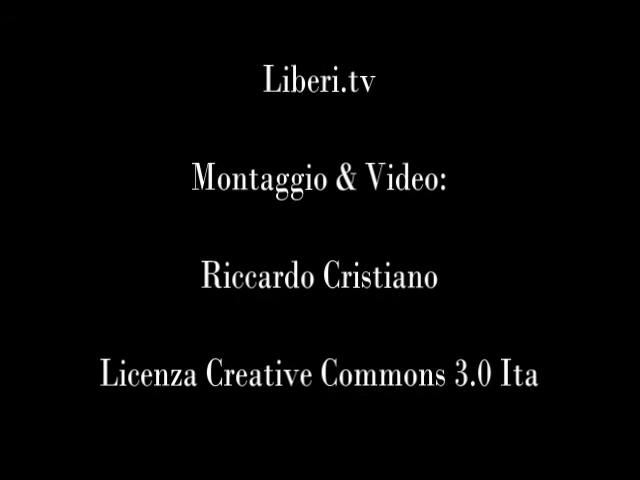 Liberi.tv
Montaggio & Video:
Riccardo Cristiano
Licenza Creative Commons 3.0 Ita